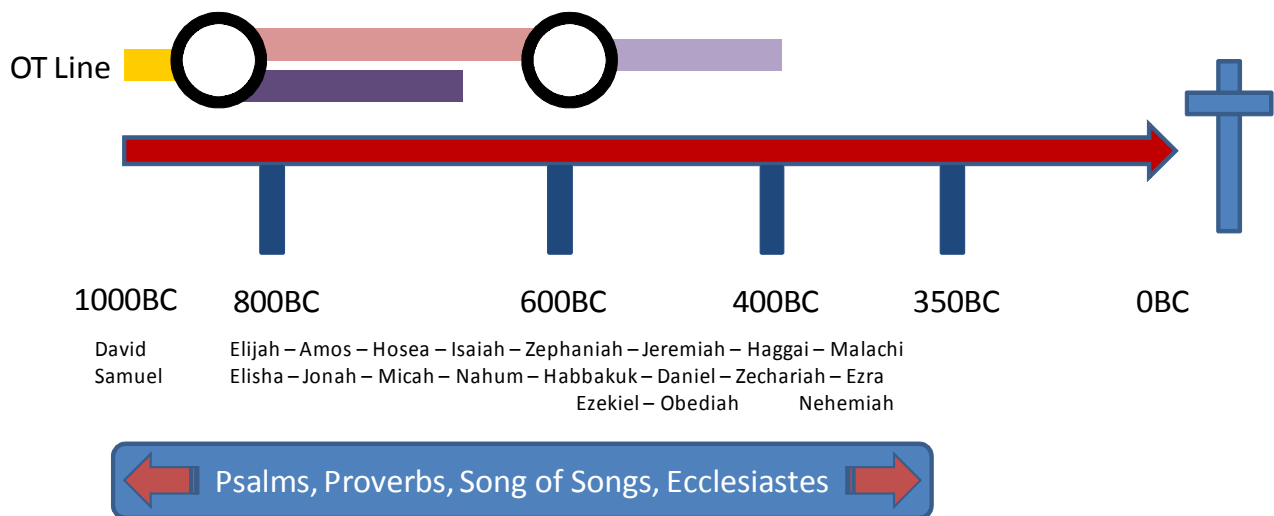 OT Line
1000BC 800BC 600BC 400BC 350BC 0BC
David Elijah – Amos – Hosea – Isaiah – Zephaniah – Jeremiah – Haggai – Malachi
Samuel Elisha – Jonah – Micah – Nahum – Habbakuk – Daniel – Zechariah – Ezra
Ezekiel – Obediah Nehemiah
Psalms, Proverbs, Song of Songs, Ecclesiastes